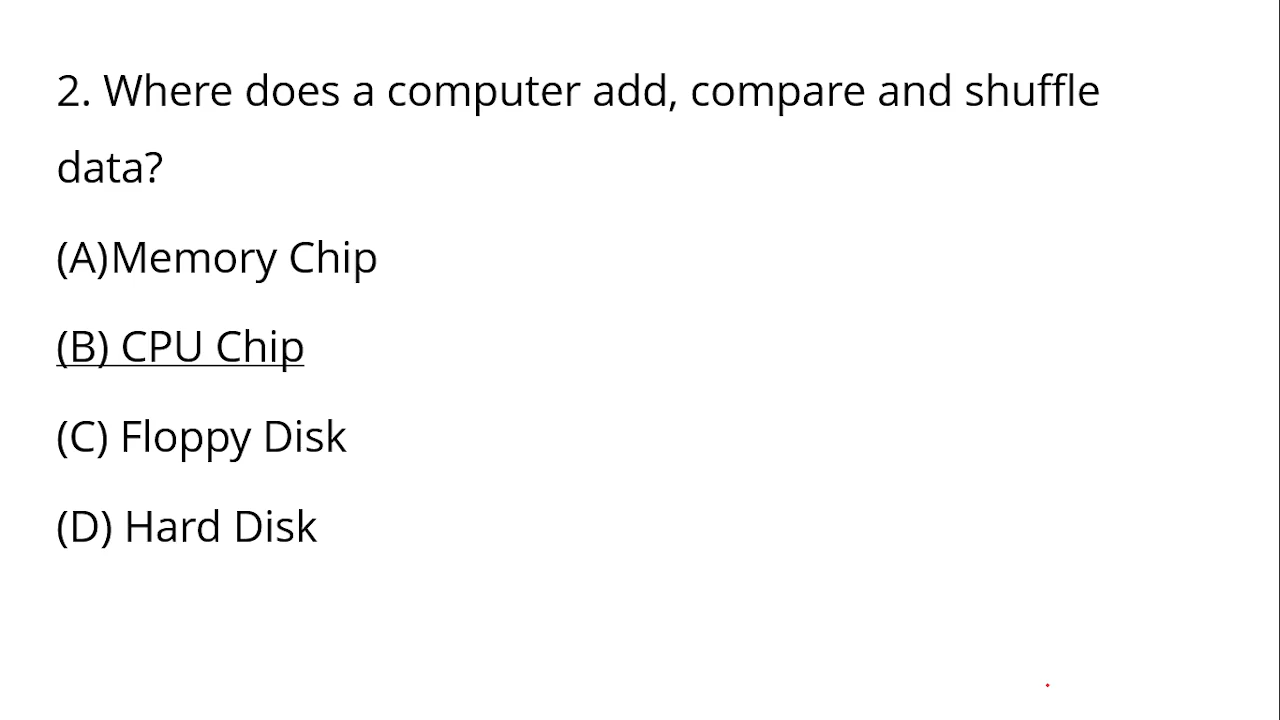 2. Where does a computer add, compare and shuffle
data?
(A)Memory Chip
(B) CPU Chip
(C) Floppy Disk
(D) Hard Disk